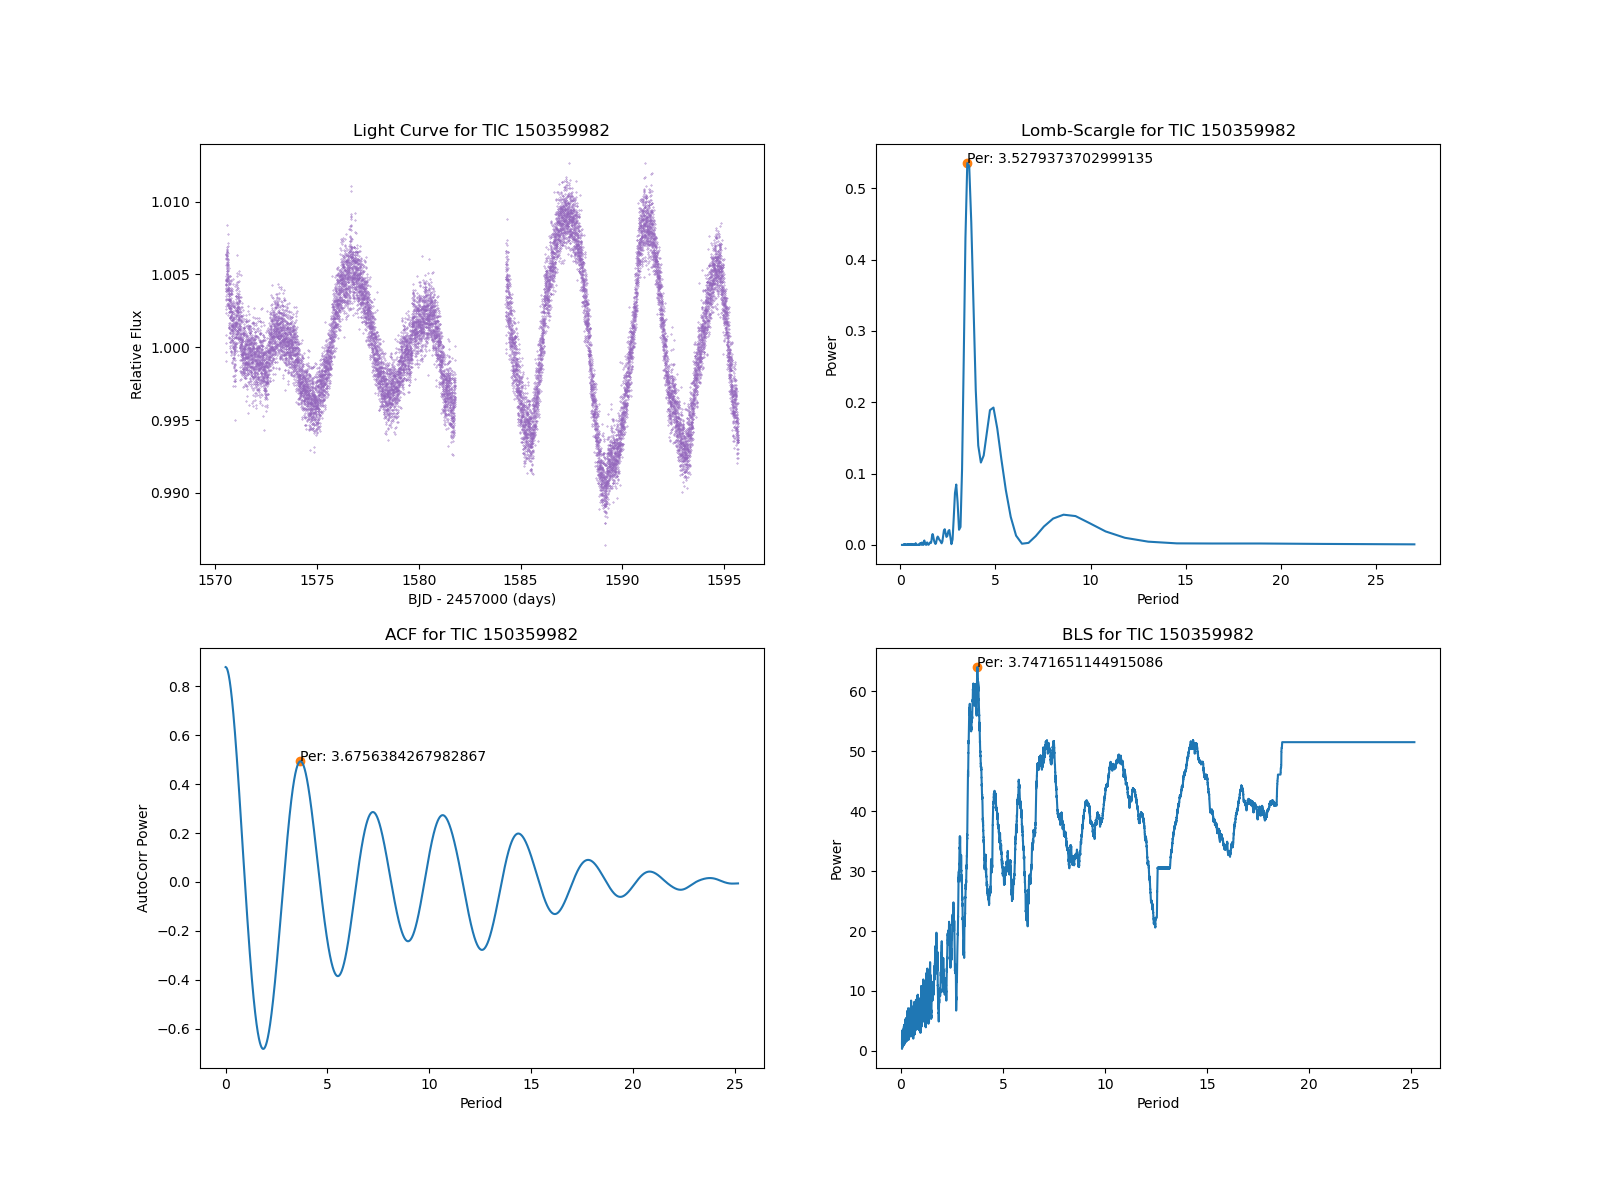 Light Curve for TIC 150359982
1.010
1.005
1.000
0.995
0.990
Relative Flux
1570 1575 1580 1585 1590 1595
BJD - 2457000 (days)
Lomb-Scargle for TIC 150359982
Per: 3.5279373702999135
0.5
0.4
0.3
0.2
0.1
0.0
Power
0 5 10 15 20 25
Period
ACF for TIC 150359982
Per: 3.6756384267982867
0.8
0.6
0.4
0.2
0.0
−0.2
−0.4
−0.6
AutoCorr Power
0 5 10 15 20 25
Period
BLS for TIC 150359982
Per: 3.7471651144915086
60
50
40
30
20
10
0
Power
0 5 10 15 20 25
Period